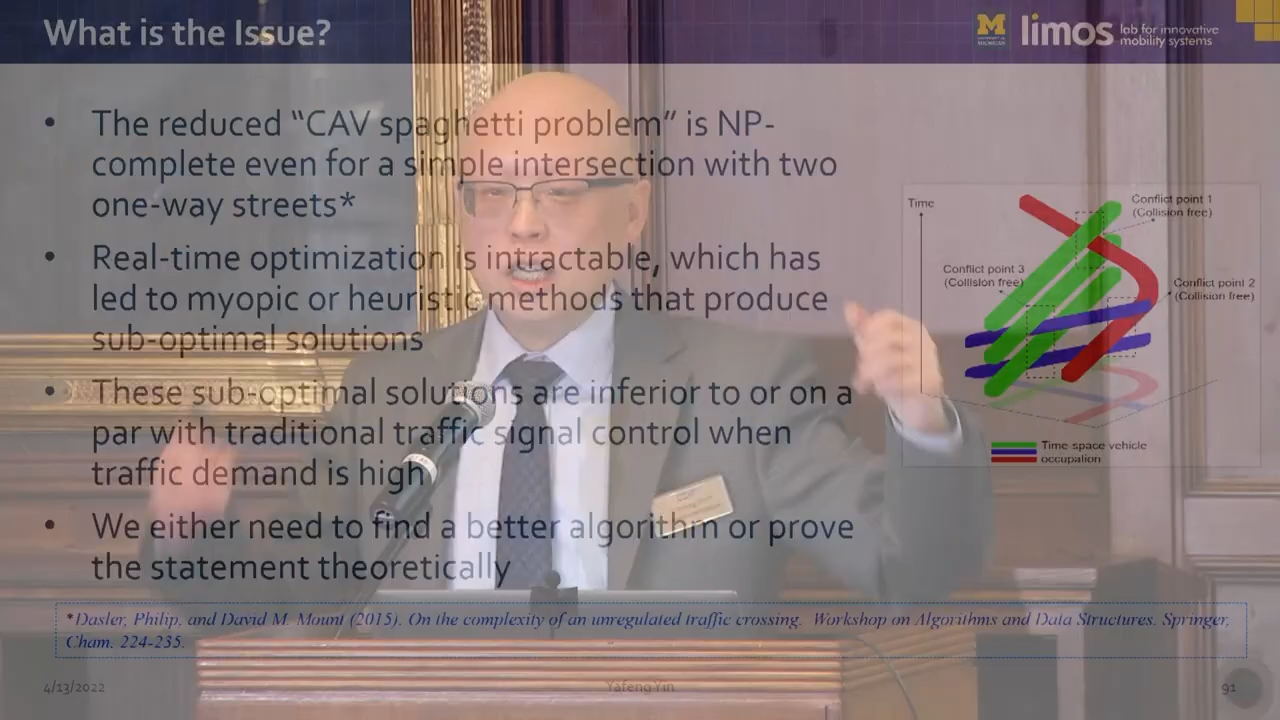 What is the Issue?
M
UNIVERSITY OF
MICHIGAN
limos
lab for innovative
mobility systems
• The reduced “CAV spaghetti problem” is NP-
complete even for a simple intersection with two
one-way streets*
• Real-time optimization is intractable, which has
led to myopic or heuristic methods that produce
sub-optimal solutions
• These sub-optimal solutions are inferior to or on a
par with traditional traffic signal control when
traffic demand is high
• We either need to find a better algorithm or prove
the statement theoretically
Time
Conflict point 1
(Collision free)
Conflict point 3
(Collision free)
Conflict point 2
(Collision free)
Time-space vehicle
occupation
*Dasler, Philip, and David M. Mount (2015). On the complexity of an unregulated traffic crossing. Workshop on Algorithms and Data Structures. Springer,
Cham. 224-235.
4/13/2022
Yafeng Yin
91